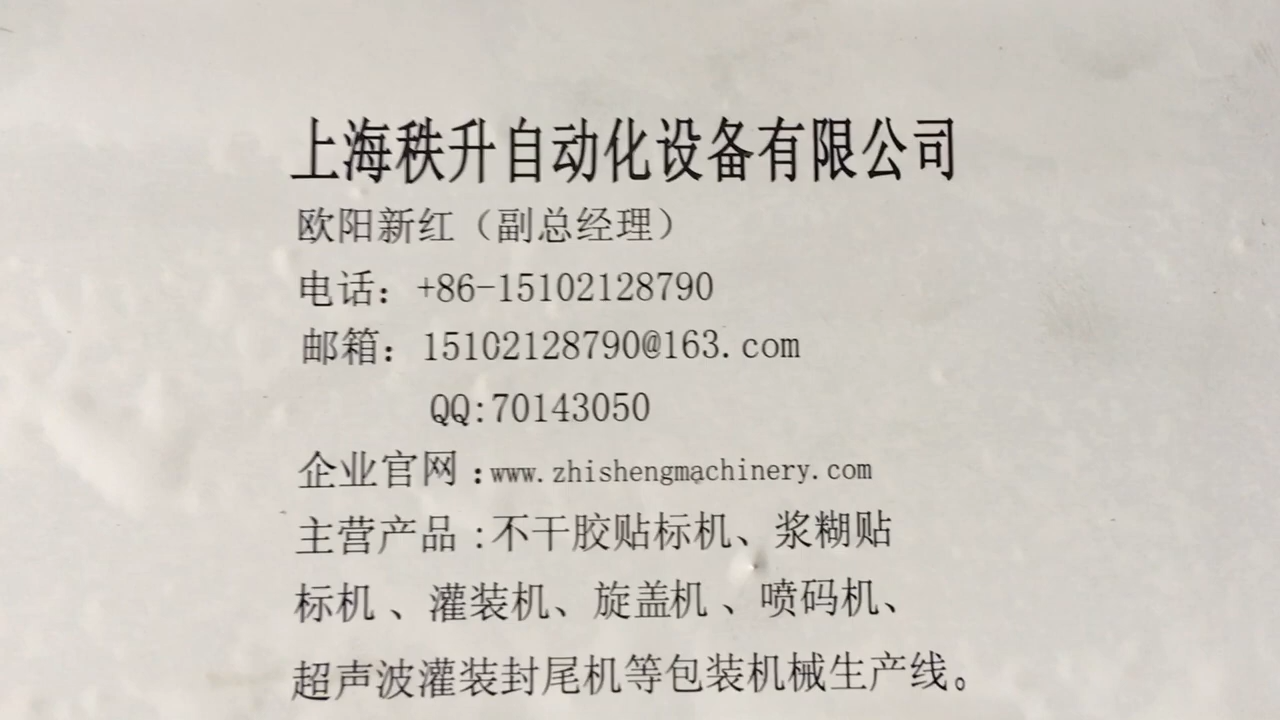 上海秩升自动化设备有限公司
欧阳新红（副总经理）
电话：+86-15102128790
邮箱：15102128790@163.com
QQ:70143050
企业官网:www.zhishengmachinery.com
主营产品:不干胶贴标机、浆糊贴
标机、灌装机、旋盖机、喷码机、
超声波灌装封尾机等包装机械生产线。